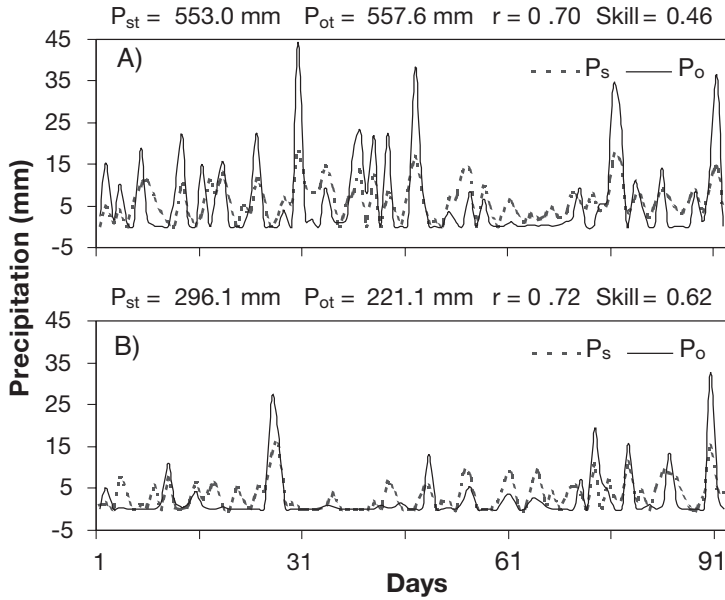 P_st = 553.0 mm P_ot = 557.6 mm r = 0 .70 Skill = 0.46
45
A)
P_s P_o
35
25
15
5
-5
Precipitation (mm)
P_st = 296.1 mm P_ot = 221.1 mm r = 0 .72 Skill = 0.62
45
B)
P_s P_o
35
25
15
5
-5
1 31 61 91
Days